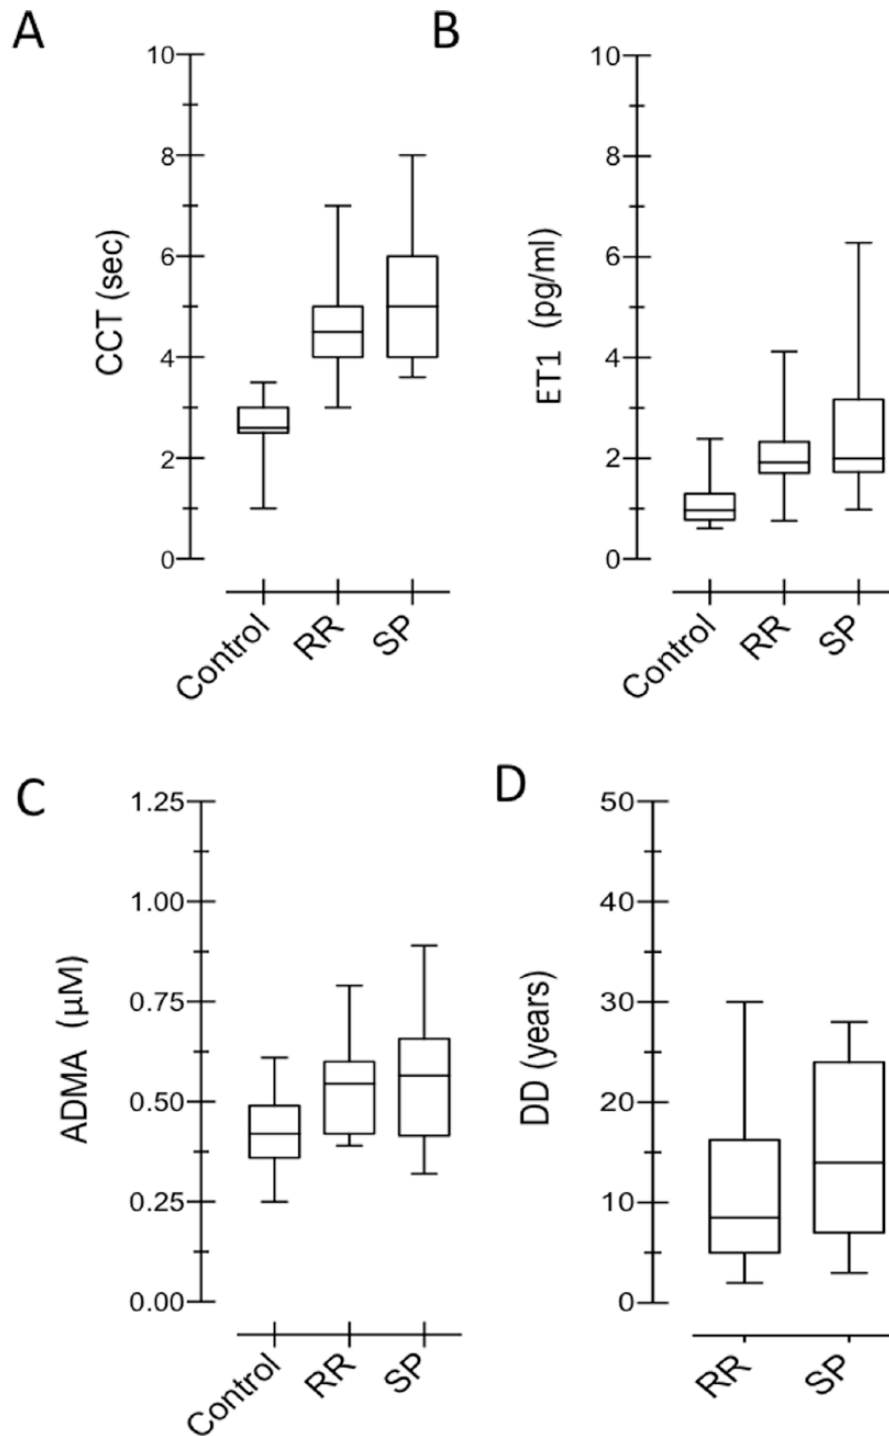 A
10
8
6
4
2
0
CCT (sec)
Control
RR
SP
B
10
8
6
4
2
0
ET1 (pg/ml)
Control
RR
SP
C
1.25
1.00
0.75
0.50
0.25
0.00
ADMA (μM)
Control
RR
SP
D
50
40
30
20
10
0
DD (years)
RR
SP